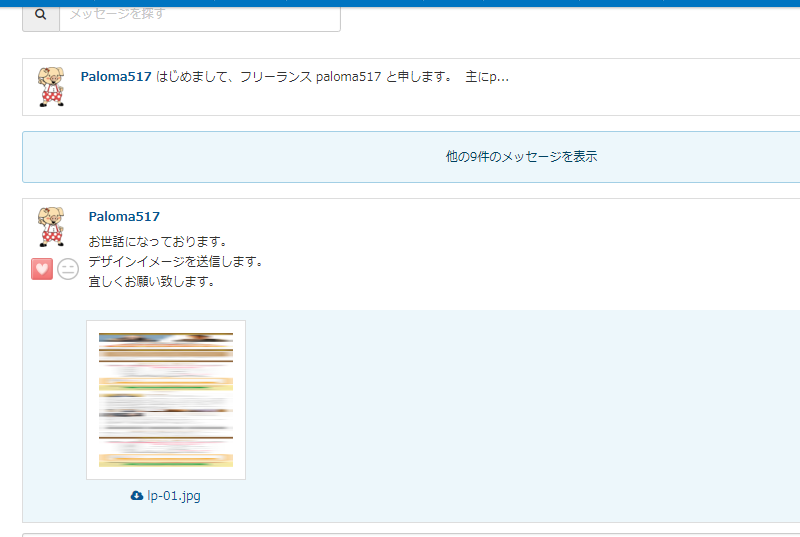 メッセージを探す
Paloma517 はじめまして、フリーランス paloma517 と申します。 主にp...
他の9件のメッセージを表示
Paloma517
お世話になっております。
デザインイメージを送信します。
宜しくお願い致します。
lp-01.jpg